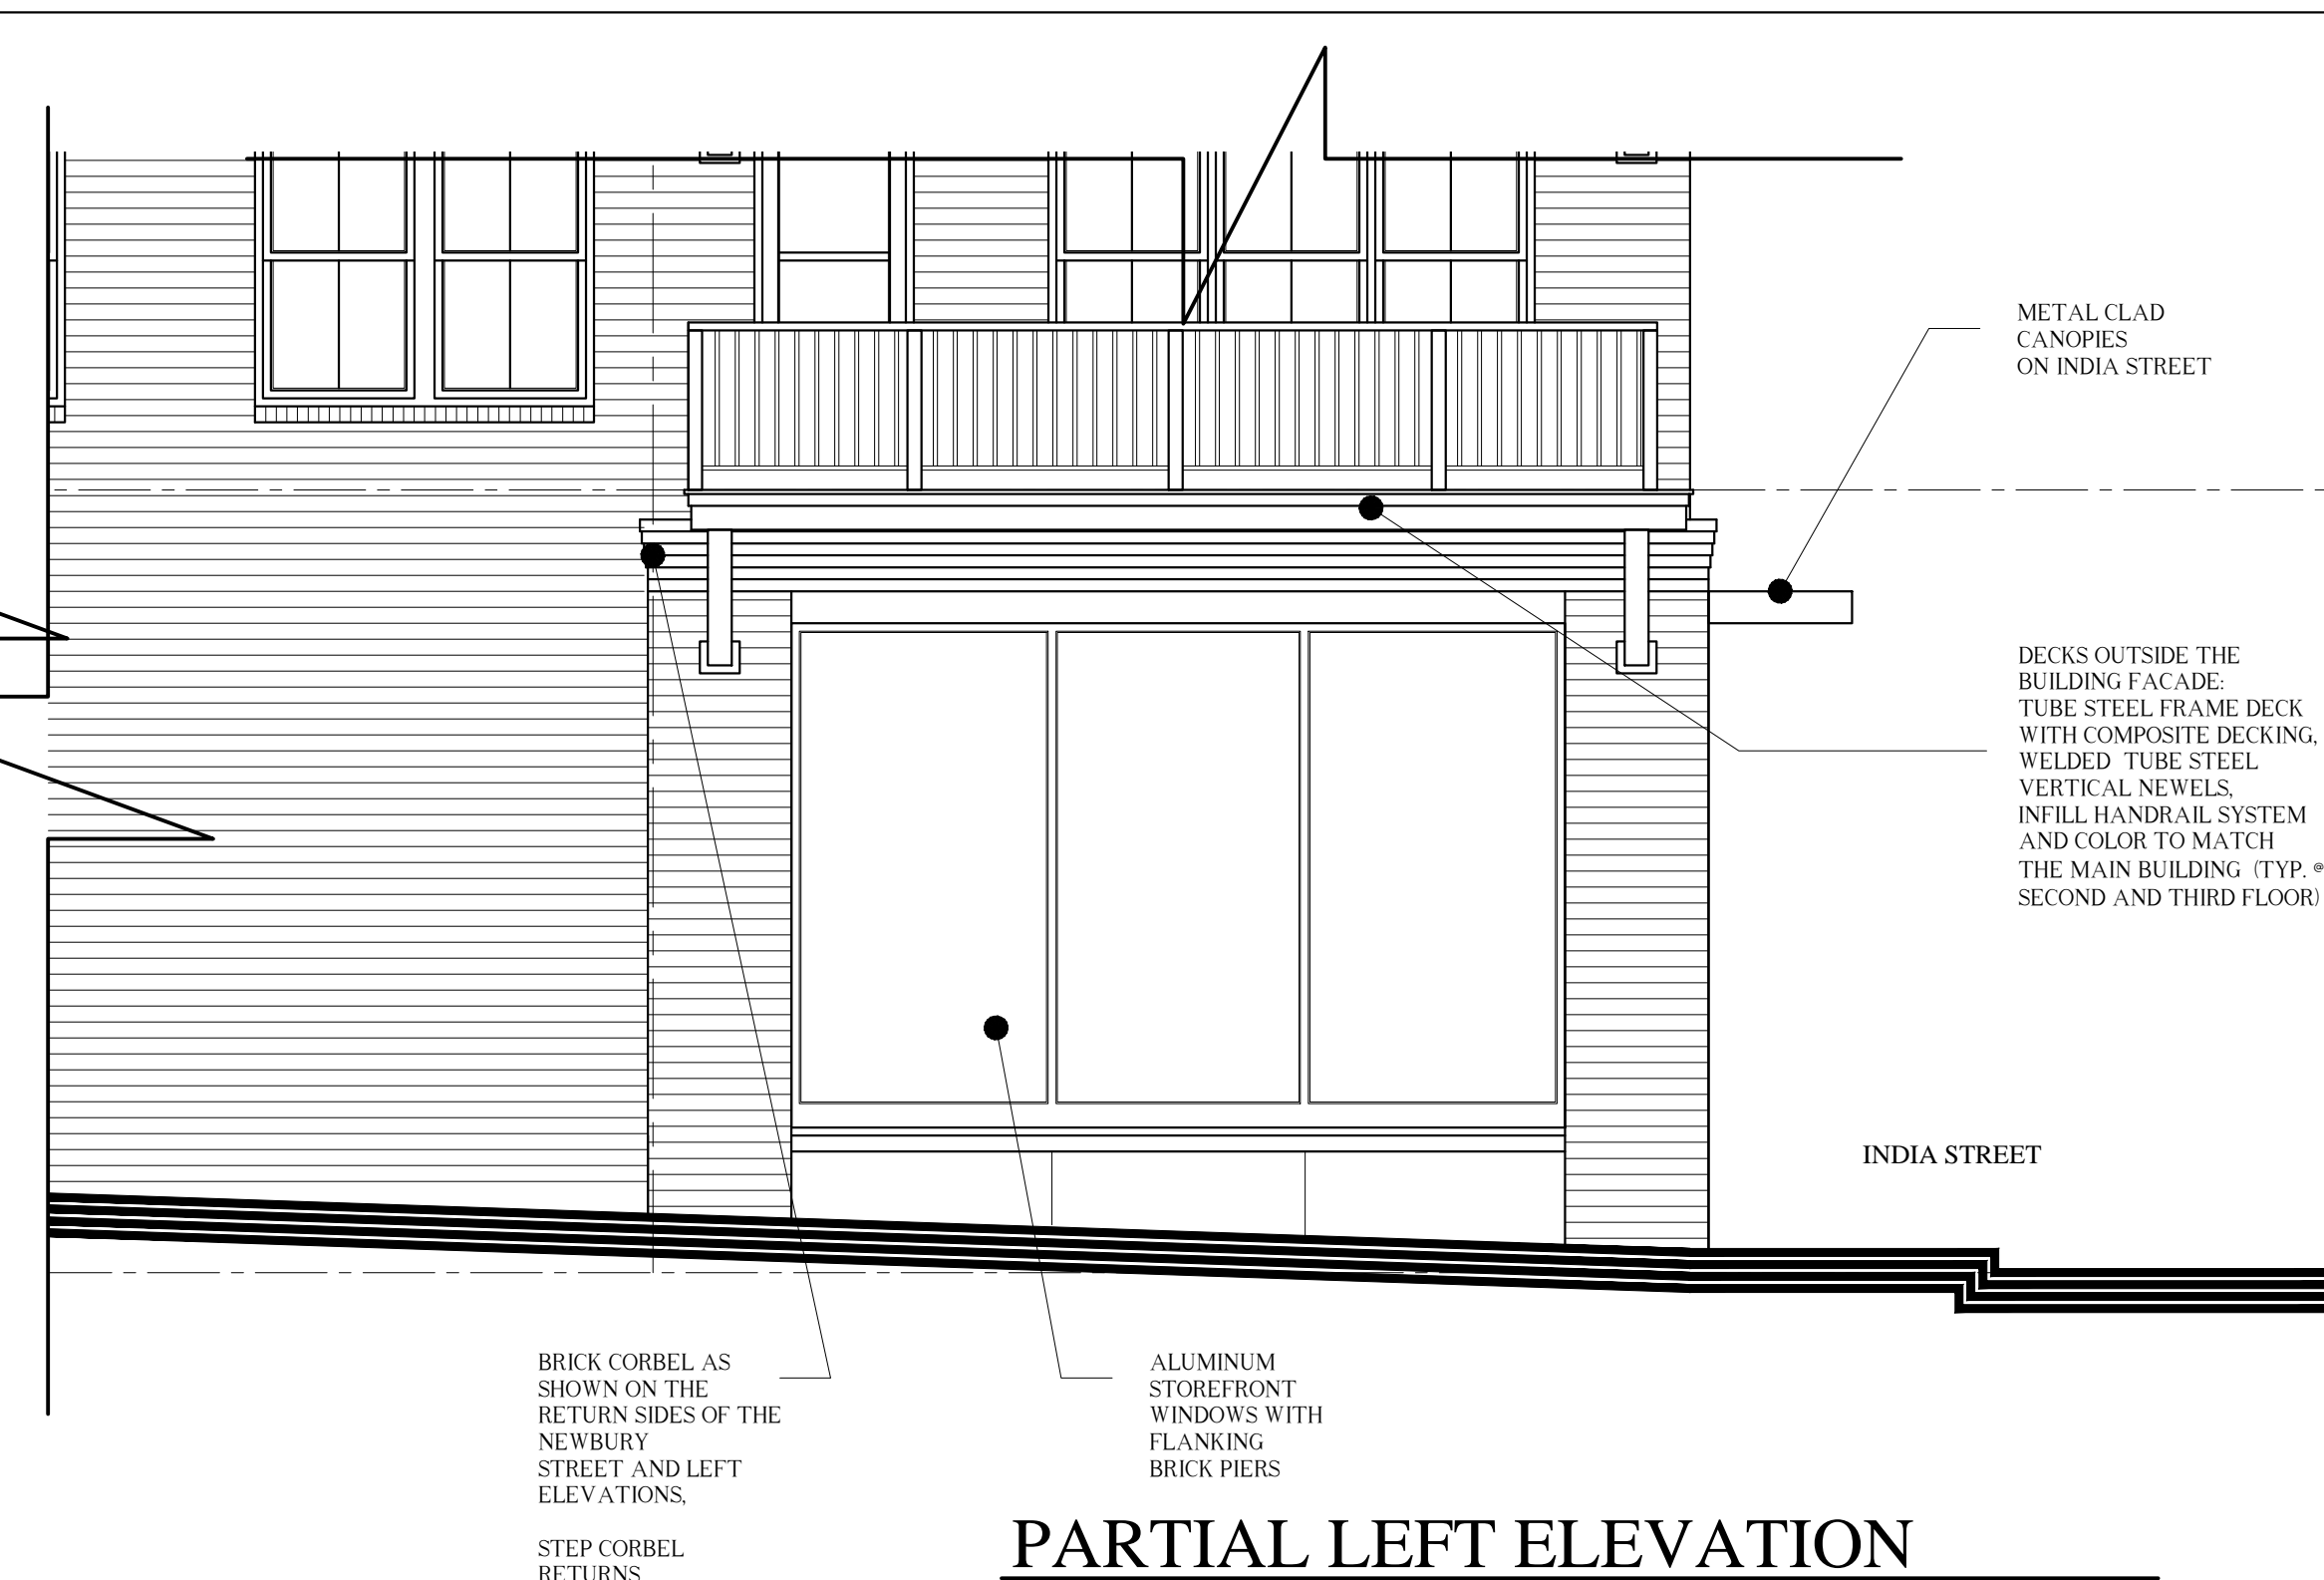 METAL CLAD
CANOPIES
ON INDIA STREET
DECKS OUTSIDE THE
BUILDING FACADE:
TUBE STEEL FRAME DECK
WITH COMPOSITE DECKING,
WELDED TUBE STEEL
VERTICAL NEWELS,
INFILL HANDRAIL SYSTEM
AND COLOR TO MATCH
THE MAIN BUILDING (TYP. @
SECOND AND THIRD FLOOR)
INDIA STREET
BRICK CORBEL AS
SHOWN ON THE
RETURN SIDES OF THE
NEWBURY
STREET AND LEFT
ELEVATIONS,
STEP CORBEL
RETURNS
ALUMINUM
STOREFRONT
WINDOWS WITH
FLANKING
BRICK PIERS
PARTIAL LEFT ELEVATION